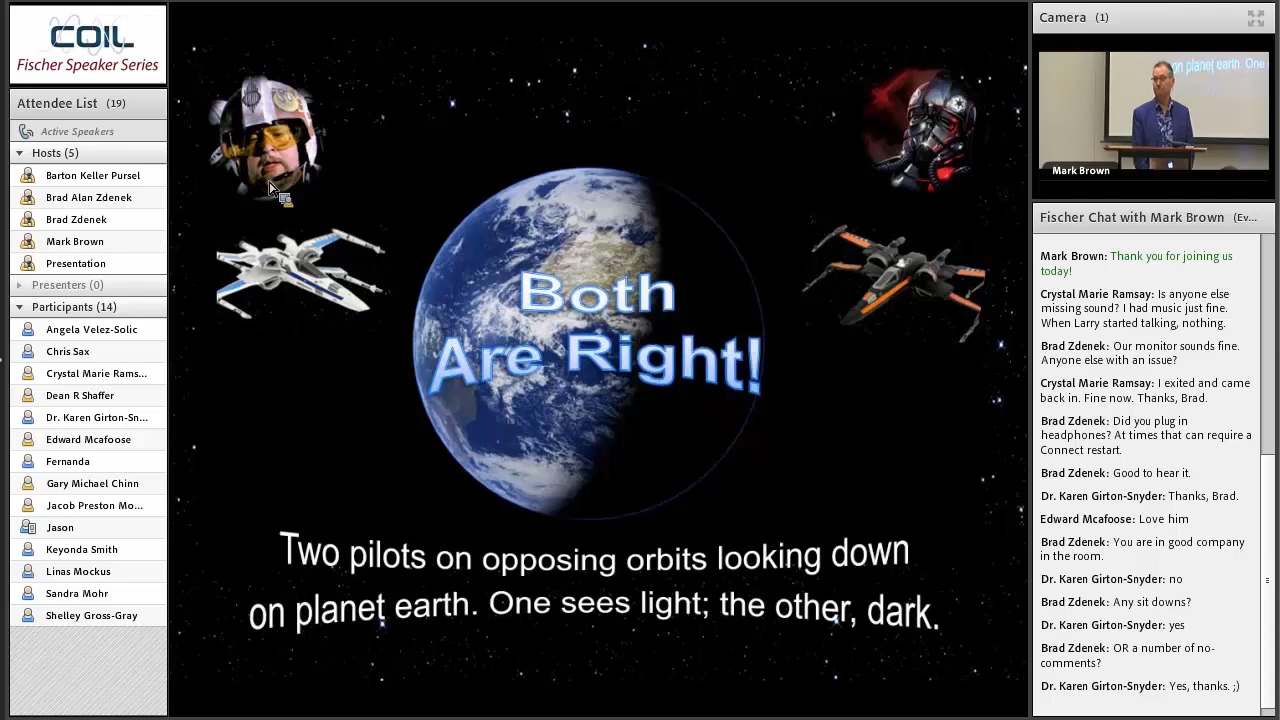 COIL
Fischer Speaker Series
Attendee List (19)
Active Speakers
Hosts (5)
Barton Keller Pursel
Brad Alan Zdenek
Brad Zdenek
Mark Brown
Presentation
Presenters (0)
Participants (14)
Angela Velez-Solic
Chris Sax
Crystal Marie Rams...
Dean R Shaffer
Dr. Karen Girton-Sn...
Edward Mcafoose
Fernanda
Gary Michael Chinn
Jacob Preston Mo...
Jason
Keyonda Smith
Linas Mockus
Sandra Mohr
Shelley Gross-Gray
Both
Are Right!
Two pilots on opposing orbits looking down
on planet earth. One sees light; the other, dark.
Camera (1)
on planet earth. One
Mark Brown
Fischer Chat with Mark Brown (Ev...
Mark Brown: Thank you for joining us
today!
Crystal Marie Ramsay: Is anyone else
missing sound? I had music just fine.
When Larry started talking, nothing.
Brad Zdenek: Our monitor sounds fine.
Anyone else with an issue?
Crystal Marie Ramsay: I exited and came
back in. Fine now. Thanks, Brad.
Brad Zdenek: Did you plug in
headphones? At times that can require a
Connect restart.
Brad Zdenek: Good to hear it.
Dr. Karen Girton-Snyder: Thanks, Brad.
Edward Mcafoose: Love him
Brad Zdenek: You are in good company
in the room.
Dr. Karen Girton-Snyder: no
Brad Zdenek: Any sit downs?
Dr. Karen Girton-Snyder: yes
Brad Zdenek: OR a number of no-
comments?
Dr. Karen Girton-Snyder: Yes, thanks. ;)